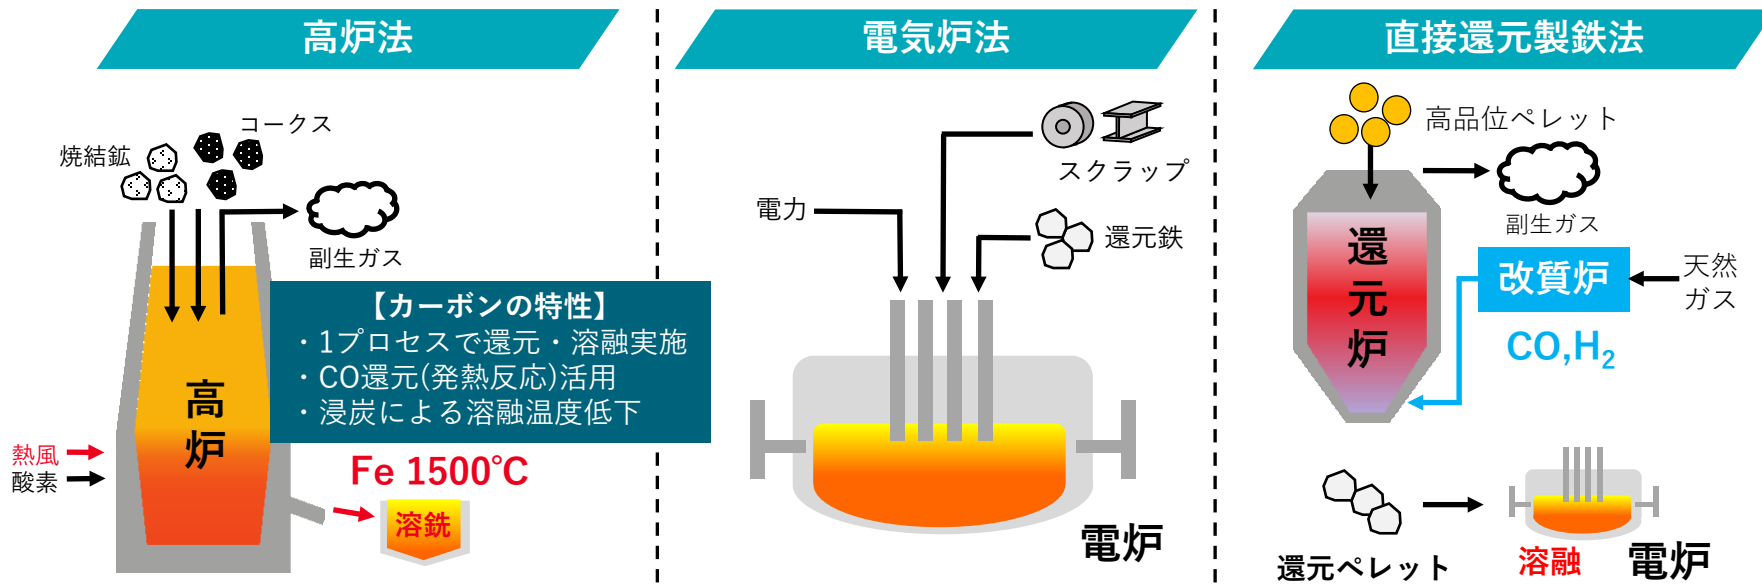 高炉法
コークス
焼結鉱
副生ガス
【カーボンの特性】
・1プロセスで還元・溶融実施
・CO還元(発熱反応)活用
・浸炭による溶融温度低下
高炉
熱風
酸素
Fe 1500℃
溶銑
電気炉法
スクラップ
電力
還元鉄
電炉
直接還元製鉄法
高品位ペレット
副生ガス
還元炉
改質炉
天然
ガス
CO,H₂
還元ペレット
溶融
電炉